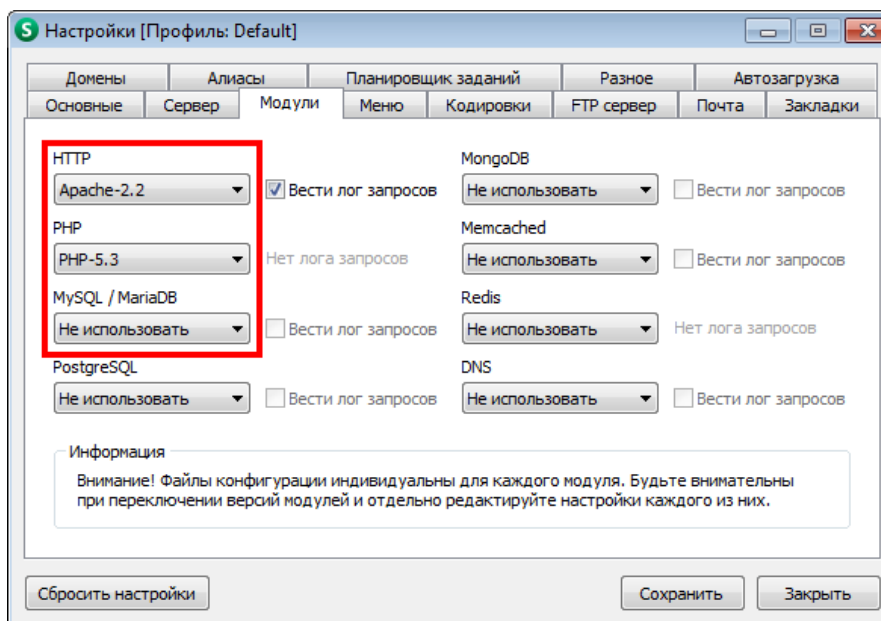 Настройки [Профиль: Default]
Домены Алиасы Планировщик заданий Разное Автозагрузка
Основные Сервер Модули Меню Кодировки FTP сервер Почта Закладки
HTTP MongoDB
Apache-2.2 Вести лог запросов Не использовать Вести лог запросов
PHP Memcached
PHP-5.3 Нет лога запросов Не использовать Вести лог запросов
MySQL / MariaDB Redis
Не использовать Вести лог запросов Не использовать Нет лога запросов
PostgreSQL DNS
Не использовать Вести лог запросов Не использовать Вести лог запросов
Информация
Внимание! Файлы конфигурации индивидуальны для каждого модуля. Будьте внимательны
при переключении версий модулей и отдельно редактируйте настройки каждого из них.
Сбросить настройки Сохранить Закрыть